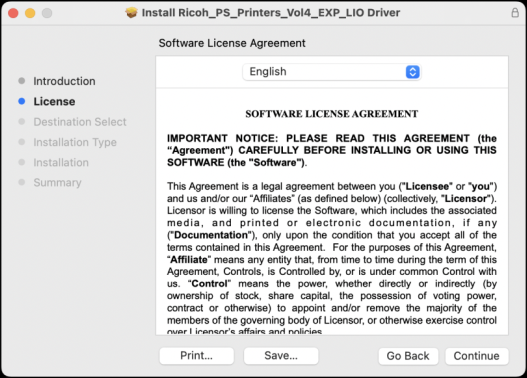 Install Ricoh_PS_Printers_Vol4_EXP_LIO Driver
Software License Agreement
Introduction
License
Destination Select
Installation Type
Installation
Summary
English
SOFTWARE LICENSE AGREEMENT
IMPORTANT NOTICE: PLEASE READ THIS AGREEMENT (the
“Agreement”) CAREFULLY BEFORE INSTALLING OR USING THIS
SOFTWARE (the "Software").
This Agreement is a legal agreement between you ("Licensee" or "you")
and us and/or our “Affiliates” (as defined below) (collectively, "Licensor").
Licensor is willing to license the Software, which includes the associated
media, and printed or electronic documentation, if any
("Documentation"), only upon the condition that you accept all of the
terms contained in this Agreement. For the purposes of this Agreement,
“Affiliate” means any entity that, from time to time during the term of this
Agreement, Controls, is Controlled by, or is under common Control with
us. “Control” means the power, whether directly or indirectly (by
ownership of stock, share capital, the possession of voting power,
contract or otherwise) to appoint and/or remove the majority of the
members of the governing body of Licensor, or otherwise exercise control
over Licensor's affairs and policies.
Print...
Save...
Go Back
Continue